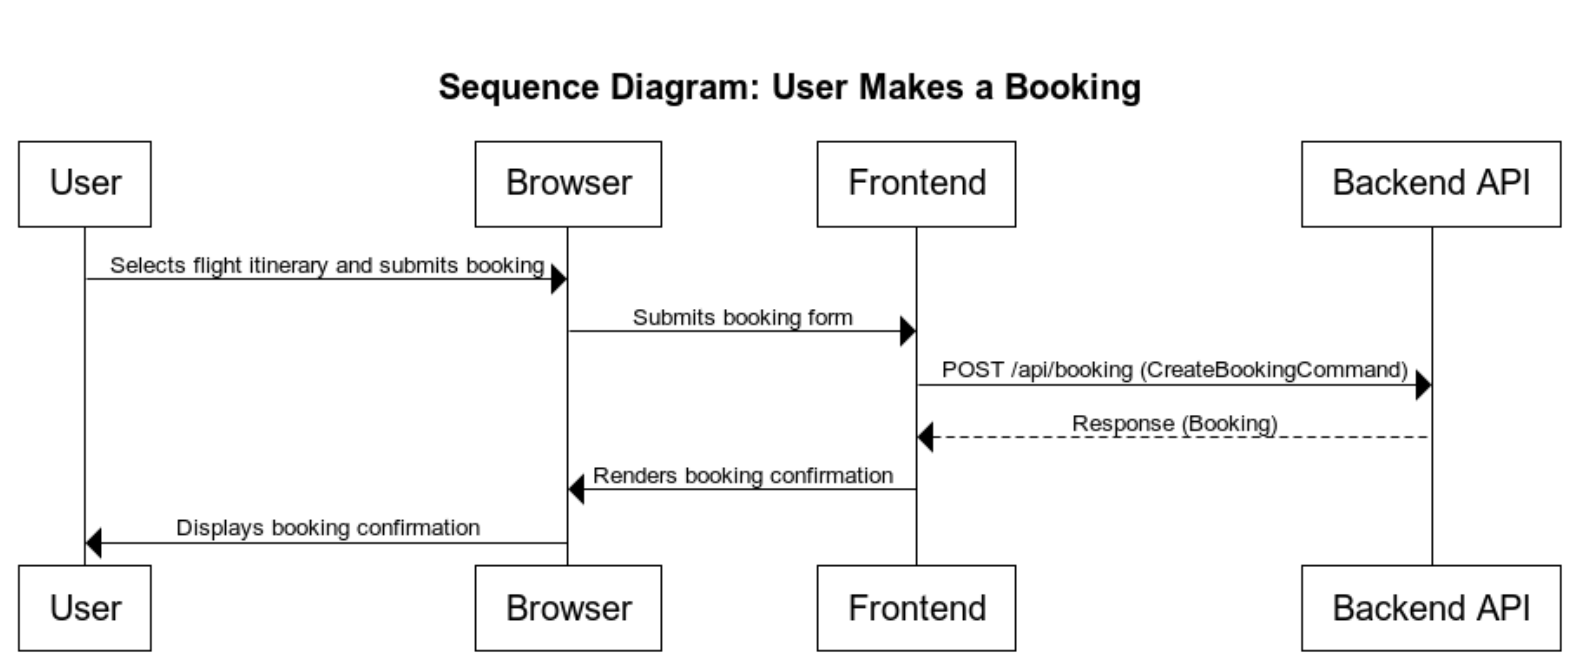 Sequence Diagram: User Makes a Booking
User
Browser
Frontend
Backend API
Selects flight itinerary and submits booking
Submits booking form
POST /api/booking (CreateBookingCommand)
Response (Booking)
Renders booking confirmation
Displays booking confirmation
User
Browser
Frontend
Backend API